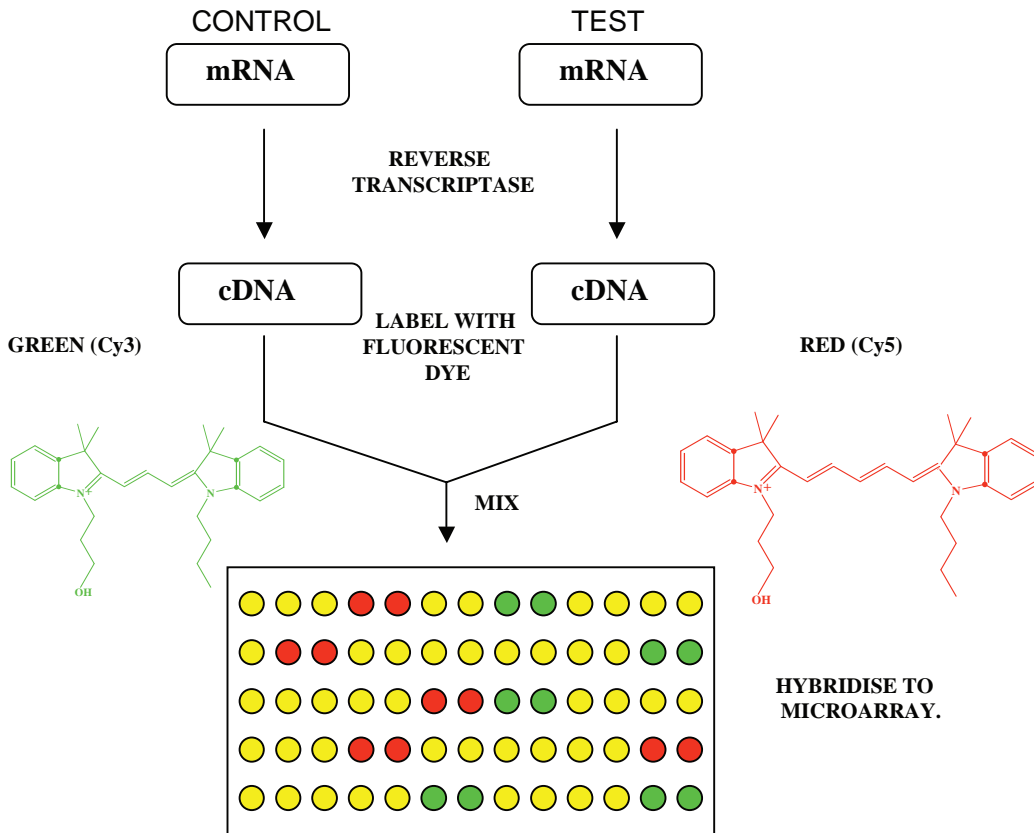 CONTROL
TEST
mRNA
mRNA
REVERSE
TRANSCRIPTASE
cDNA
cDNA
LABEL WITH
FLUORESCENT
DYE
GREEN (Cy3)
RED (Cy5)
N+
N
OH
N+
N
OH
MIX
HYBRIDISE TO
MICROARRAY.